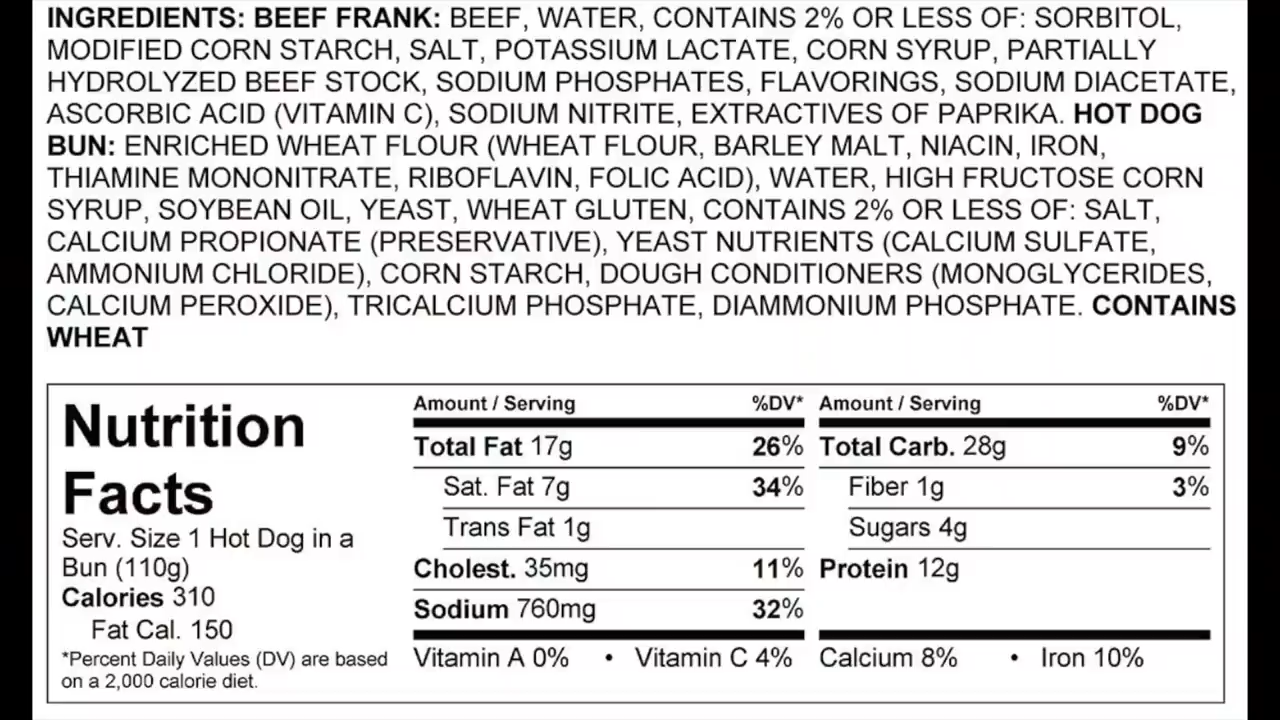 INGREDIENTS: BEEF FRANK: BEEF, WATER, CONTAINS 2% OR LESS OF: SORBITOL,
MODIFIED CORN STARCH, SALT, POTASSIUM LACTATE, CORN SYRUP, PARTIALLY
HYDROLYZED BEEF STOCK, SODIUM PHOSPHATES, FLAVORINGS, SODIUM DIACETATE,
ASCORBIC ACID (VITAMIN C), SODIUM NITRITE, EXTRACTIVES OF PAPRIKA. HOT DOG
BUN: ENRICHED WHEAT FLOUR (WHEAT FLOUR, BARLEY MALT, NIACIN, IRON,
THIAMINE MONONITRATE, RIBOFLAVIN, FOLIC ACID), WATER, HIGH FRUCTOSE CORN
SYRUP, SOYBEAN OIL, YEAST, WHEAT GLUTEN, CONTAINS 2% OR LESS OF: SALT,
CALCIUM PROPIONATE (PRESERVATIVE), YEAST NUTRIENTS (CALCIUM SULFATE,
AMMONIUM CHLORIDE), CORN STARCH, DOUGH CONDITIONERS (MONOGLYCERIDES,
CALCIUM PEROXIDE), TRICALCIUM PHOSPHATE, DIAMMONIUM PHOSPHATE. CONTAINS
WHEAT
Nutrition
Facts
Serv. Size 1 Hot Dog in a
Bun (110g)
Calories 310
Fat Cal. 150
*Percent Daily Values (DV) are based
on a 2,000 calorie diet.
Amount / Serving %DV*
Total Fat 17g 26%
Sat. Fat 7g 34%
Trans Fat 1g
Cholest. 35mg 11%
Sodium 760mg 32%
Amount / Serving %DV*
Total Carb. 28g 9%
Fiber 1g 3%
Sugars 4g
Protein 12g
Vitamin A 0% • Vitamin C 4% Calcium 8% • Iron 10%